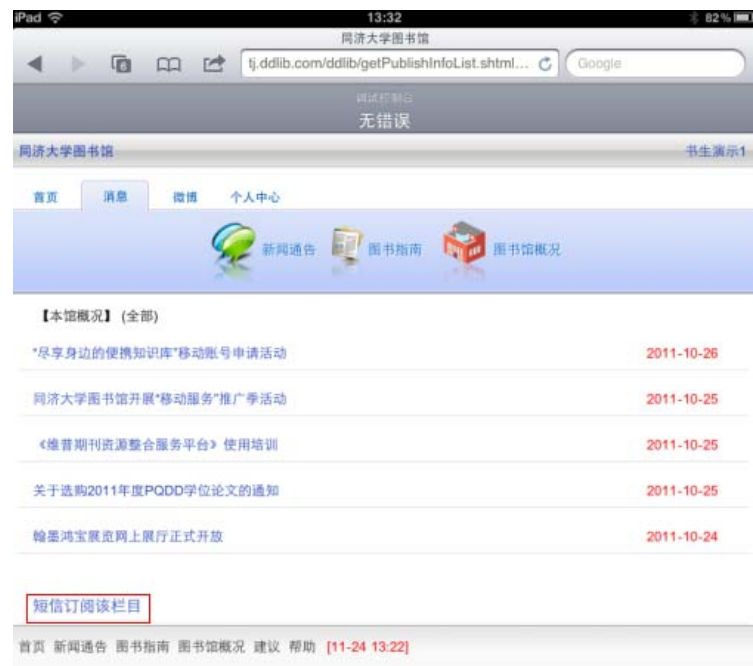 iPad 13:32 82%
同济大学图书馆
tj.ddlib.com/ddlib/getPublishInfoList.shtml... Google
调试控制台
无错误
同济大学图书馆 书生演示1
首页 消息 微博 个人中心
新闻通告 图书指南 图书馆概况
【本馆概况】 (全部)
“尽享身边的便携知识库”移动账号申请活动 2011-10-26
同济大学图书馆开展“移动服务”推广季活动 2011-10-25
《维普期刊资源整合服务平台》使用培训 2011-10-25
关于选购2011年度PQDD学位论文的通知 2011-10-25
翰墨鸿宝展览网上展厅正式开放 2011-10-24
短信订阅该栏目
首页 新闻通告 图书指南 图书馆概况 建议 帮助 [11-24 13:22]